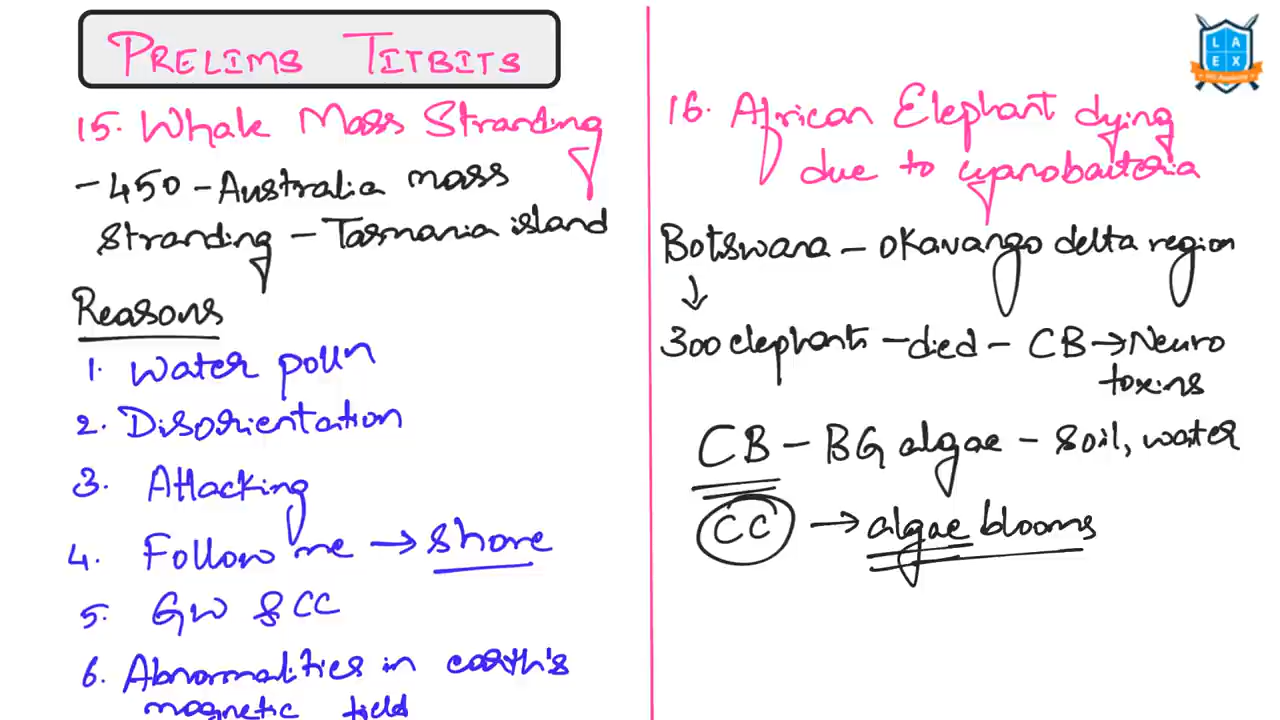 PRELIMS TITBITS
15. Whale Mass Stranding
- 450 - Australia mass
stranding - Tasmania island
Reasons
1. Water polln
2. Disorientation
3. Attacking
4. Follow me → shore
5. GW & CC
6. Abnormalities in earth's
magnetic field
16. African Elephant dying
due to cyanobacteria
Botswana - Okavango delta region
↓
300 elephants - died - CB → Neuro
toxins
CB - BG algae - soil, water
CC → algae blooms
L A
E X